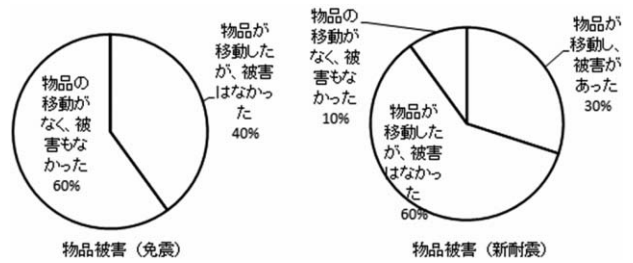 物品の
移動が
なく、被
害もな
かった
60%
物品が
移動した
が、被害
はなかっ
た
40%
物品被害（免震）
物品の
移動が
なく、被
害もな
かった
10%
物品が
移動し、
被害が
あった
30%
物品が
移動した
が、被害
はなかっ
た
60%
物品被害（新耐震）